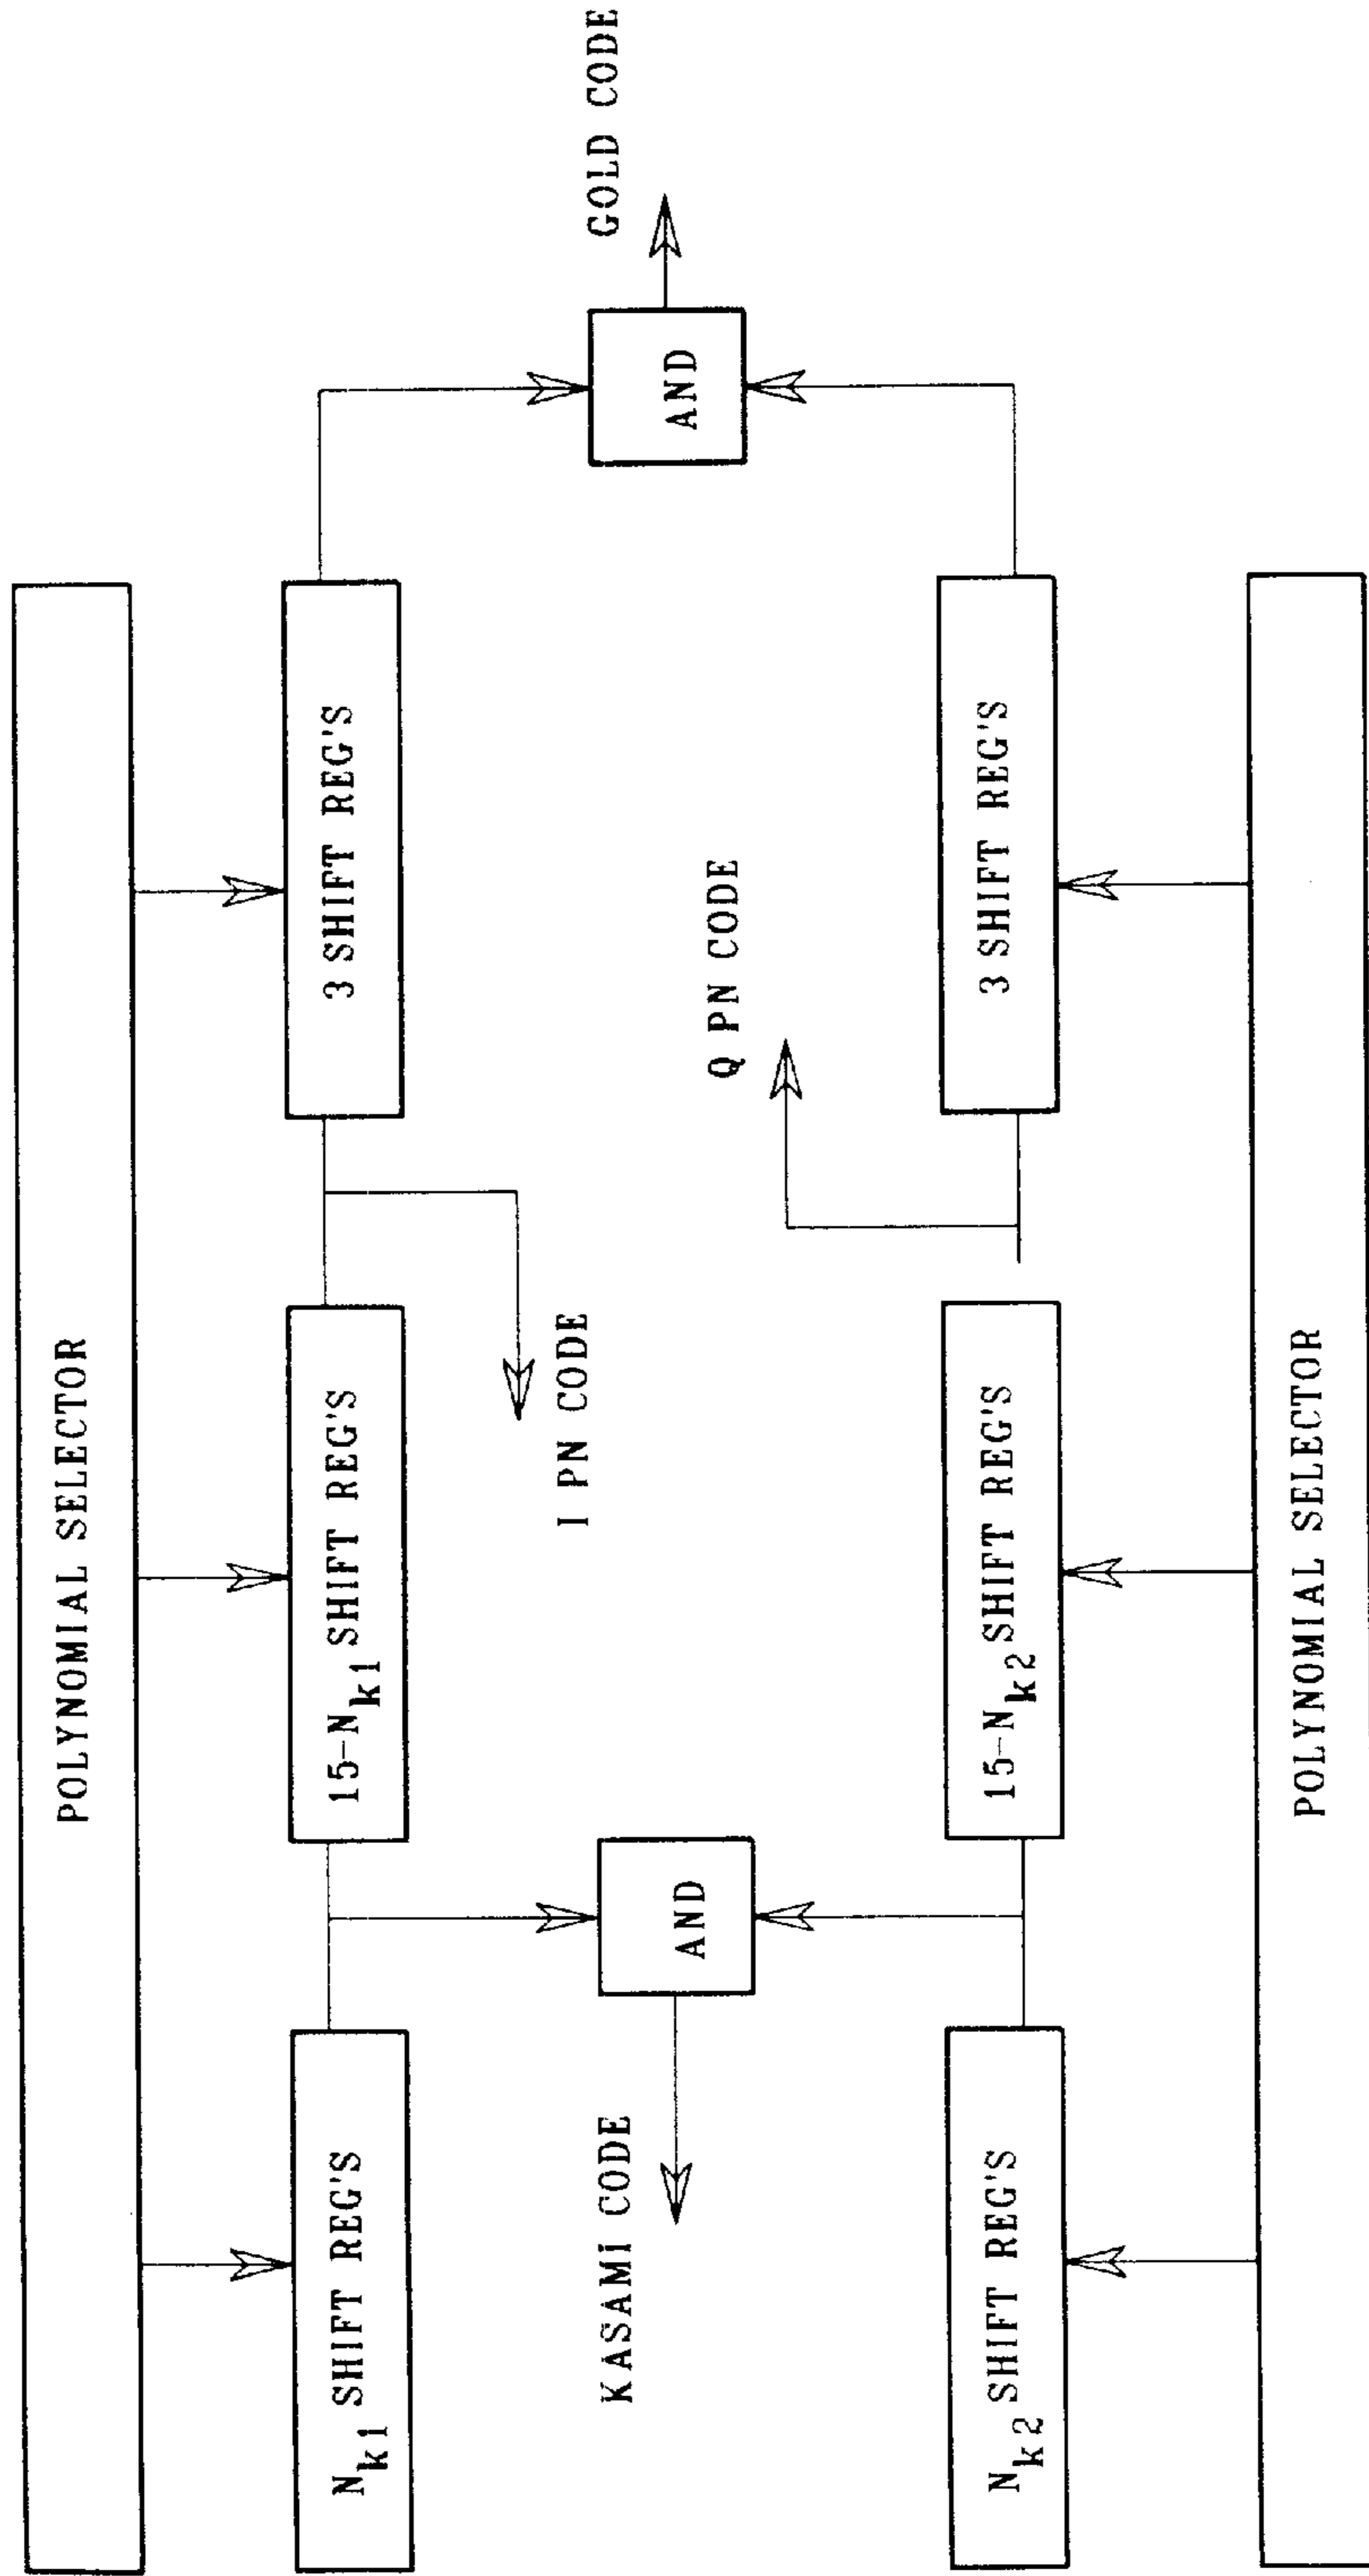 POLYNOMIAL SELECTOR
N_k1 SHIFT REG'S
15-N_k1 SHIFT REG'S
3 SHIFT REG'S
I PN CODE
KASAMI CODE
AND
AND
GOLD CODE
Q PN CODE
N_k2 SHIFT REG'S
15-N_k2 SHIFT REG'S
3 SHIFT REG'S
POLYNOMIAL SELECTOR